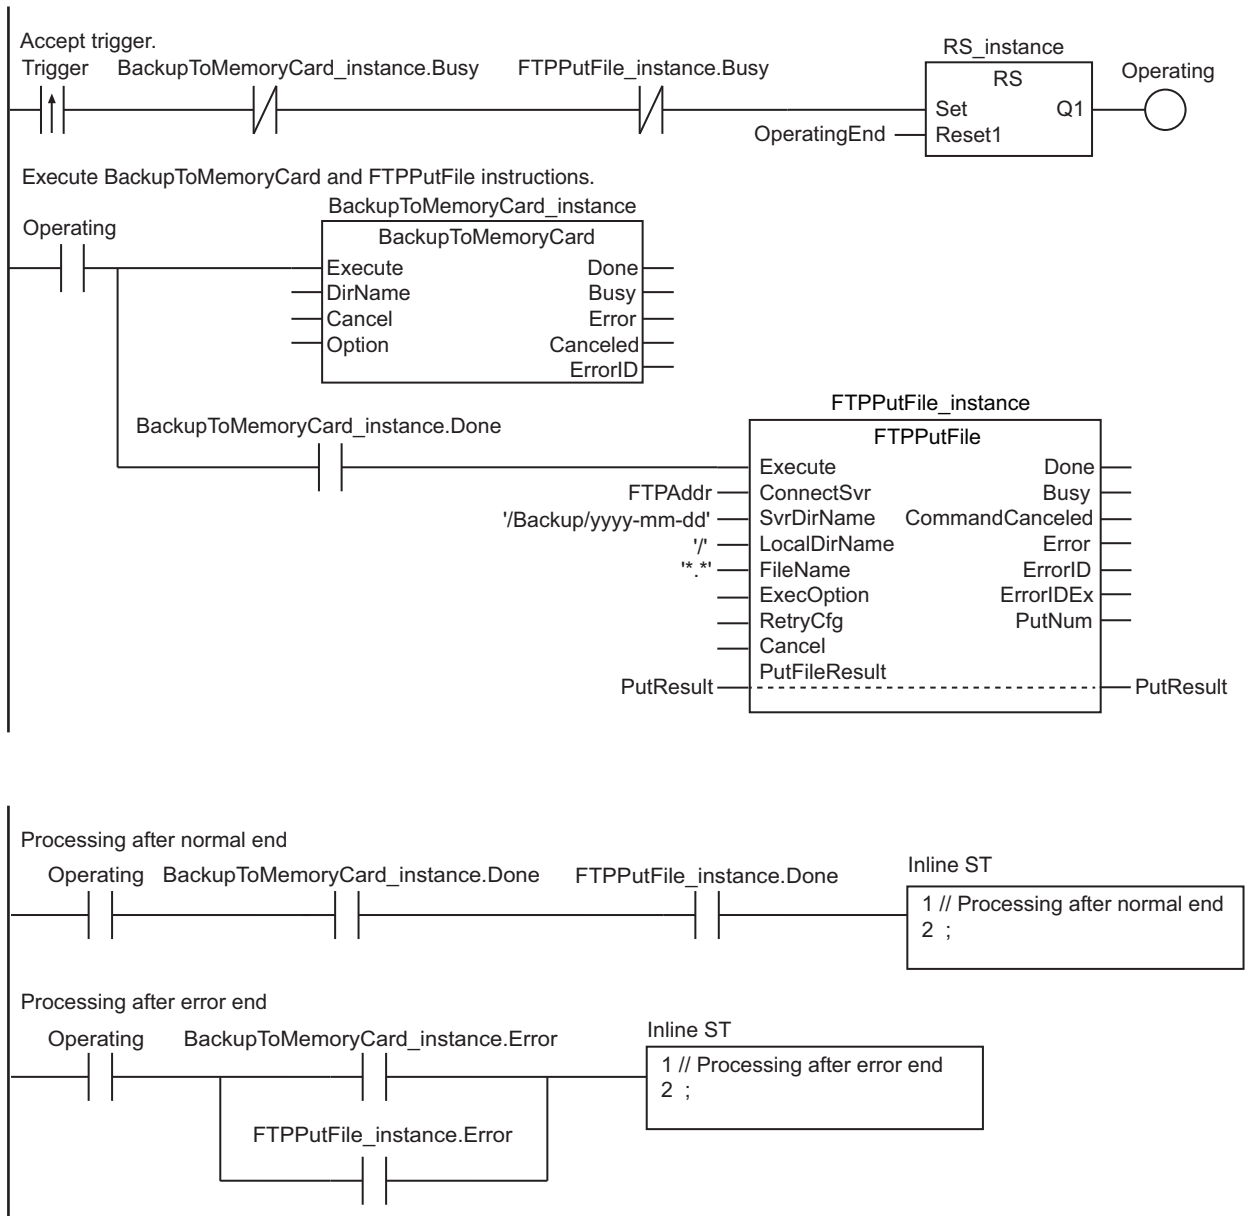 Accept trigger.
RS_instance
Trigger BackupToMemoryCard_instance.Busy FTPPutFile_instance.Busy RS Operating
Set Q1
OperatingEnd Reset1
Execute BackupToMemoryCard and FTPPutFile instructions.
BackupToMemoryCard_instance
Operating BackupToMemoryCard
Execute Done
DirName Busy
Cancel Error
Option Canceled
ErrorID
FTPPutFile_instance
BackupToMemoryCard_instance.Done FTPPutFile
Execute Done
FTPAddr ConnectSvr Busy
'/Backup/yyyy-mm-dd' SvrDirName CommandCanceled
'/' LocalDirName Error
'*.*' FileName ErrorID
ExecOption ErrorIDEx
RetryCfg PutNum
Cancel
PutFileResult
PutResult PutResult
Processing after normal end
Operating BackupToMemoryCard_instance.Done FTPPutFile_instance.Done Inline ST
1 // Processing after normal end
2 ;
Processing after error end
Operating BackupToMemoryCard_instance.Error Inline ST
1 // Processing after error end
2 ;
FTPPutFile_instance.Error